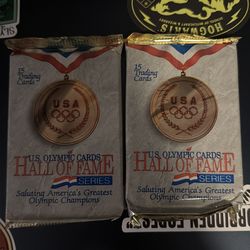 15
Trading
Cards
USA
U.S. OLYMPIC CARDS
HALL OF FAME
SERIES
Saluting America's Greatest
Olympic Champions
15
Trading
Cards
USA
U.S. OLYMPIC CARDS
HALL OF FAME
SERIES
Saluting America's Greatest
Olympic Champions
HOGWARTS